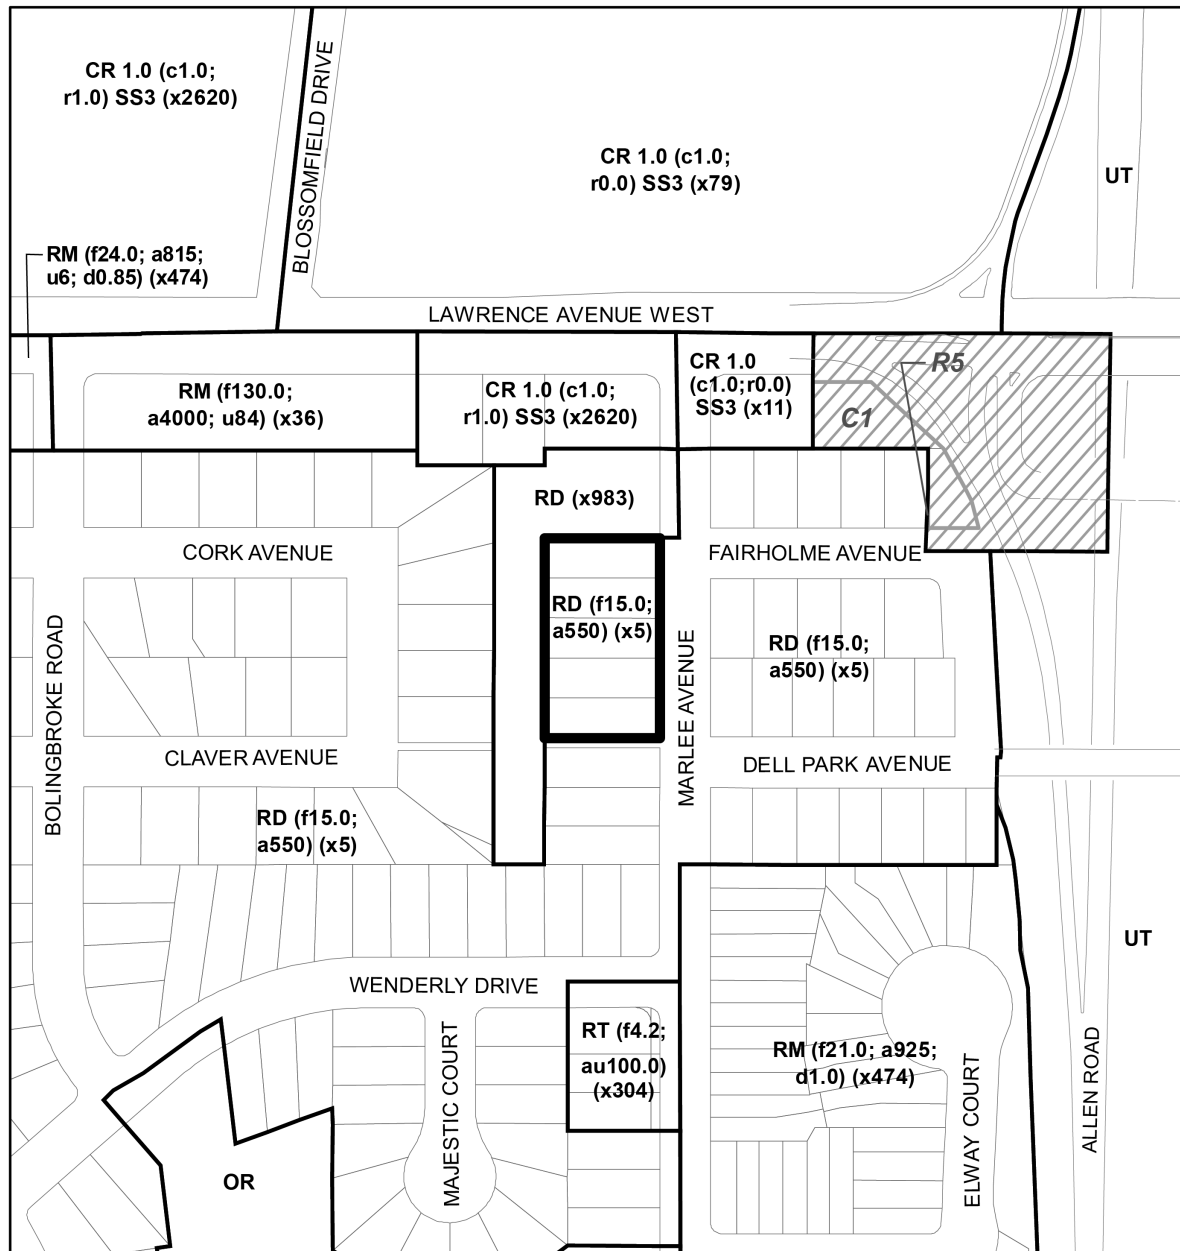 CR 1.0 (c1.0;
r1.0) SS3 (x2620)
BLOSSOMFIELD DRIVE
CR 1.0 (c1.0;
r0.0) SS3 (x79)
UT
RM (f24.0; a815;
u6; d0.85) (x474)
LAWRENCE AVENUE WEST
RM (f130.0;
a4000; u84) (x36)
CR 1.0 (c1.0;
r1.0) SS3 (x2620)
CR 1.0
(c1.0;r0.0)
SS3 (x11)
R5
C1
RD (x983)
CORK AVENUE
FAIRHOLME AVENUE
RD (f15.0;
a550) (x5)
BOLINGBROKE ROAD
MARLEE AVENUE
RD (f15.0;
a550) (x5)
CLAVER AVENUE
DELL PARK AVENUE
RD (f15.0;
a550) (x5)
UT
WENDERLY DRIVE
RT (f4.2;
au100.0)
(x304)
RM (f21.0; a925;
d1.0) (x474)
MAJESTIC COURT
ELWAY COURT
ALLEN ROAD
OR